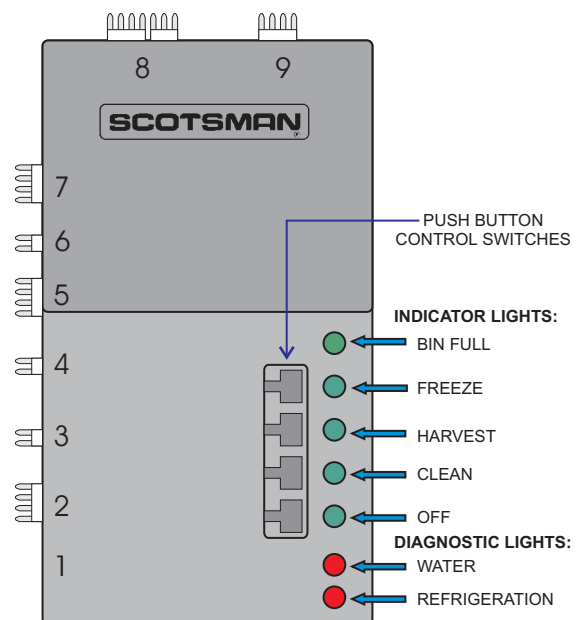 8
9
SCOTSMAN
7
6
PUSH BUTTON
CONTROL SWITCHES
5
INDICATOR LIGHTS:
BIN FULL
4
FREEZE
3
HARVEST
CLEAN
2
OFF
DIAGNOSTIC LIGHTS:
1
WATER
REFRIGERATION